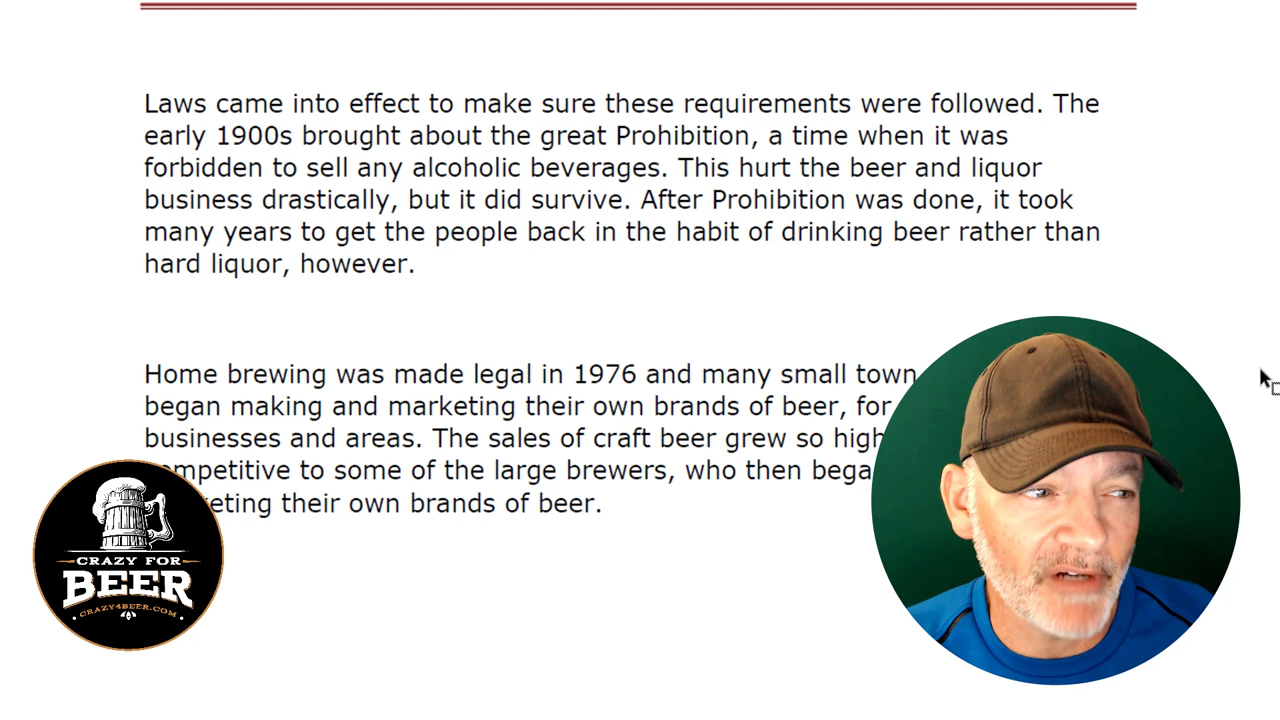 Laws came into effect to make sure these requirements were followed. The
early 1900s brought about the great Prohibition, a time when it was
forbidden to sell any alcoholic beverages. This hurt the beer and liquor
business drastically, but it did survive. After Prohibition was done, it took
many years to get the people back in the habit of drinking beer rather than
hard liquor, however.
Home brewing was made legal in 1976 and many small town
began making and marketing their own brands of beer, for
businesses and areas. The sales of craft beer grew so
to some of the large brewers, who then
their own brands of beer.
CRAZY FOR
BEER
CRAZY4BEER.COM